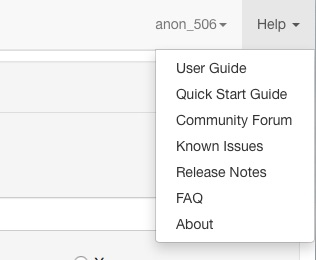 anon_506 Help
User Guide
Quick Start Guide
Community Forum
Known Issues
Release Notes
FAQ
About